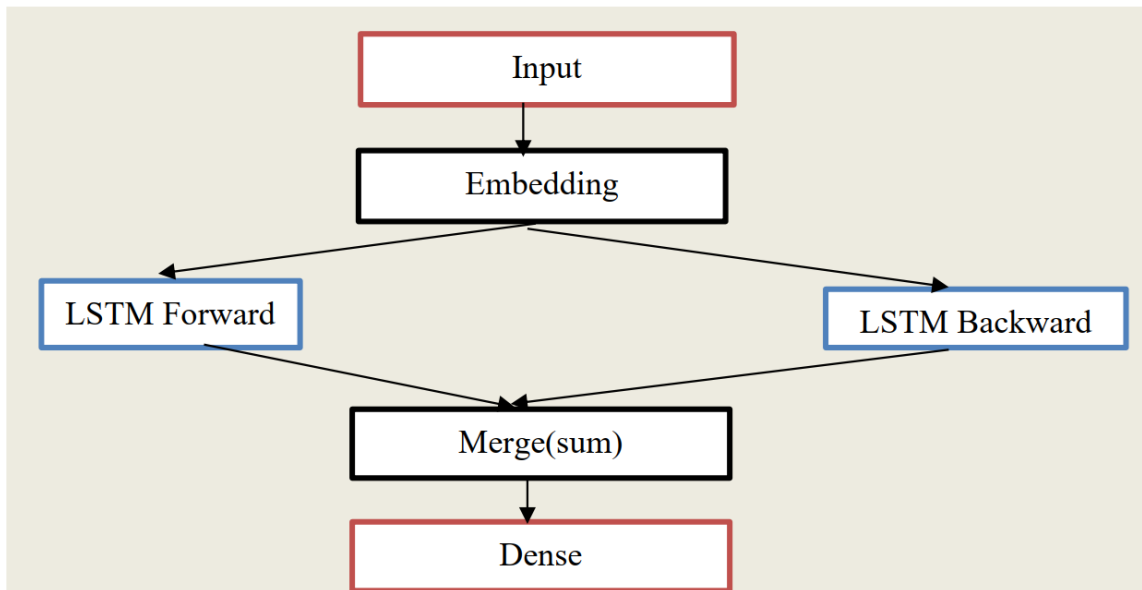 Input
Embedding
LSTM Forward
LSTM Backward
Merge(sum)
Dense